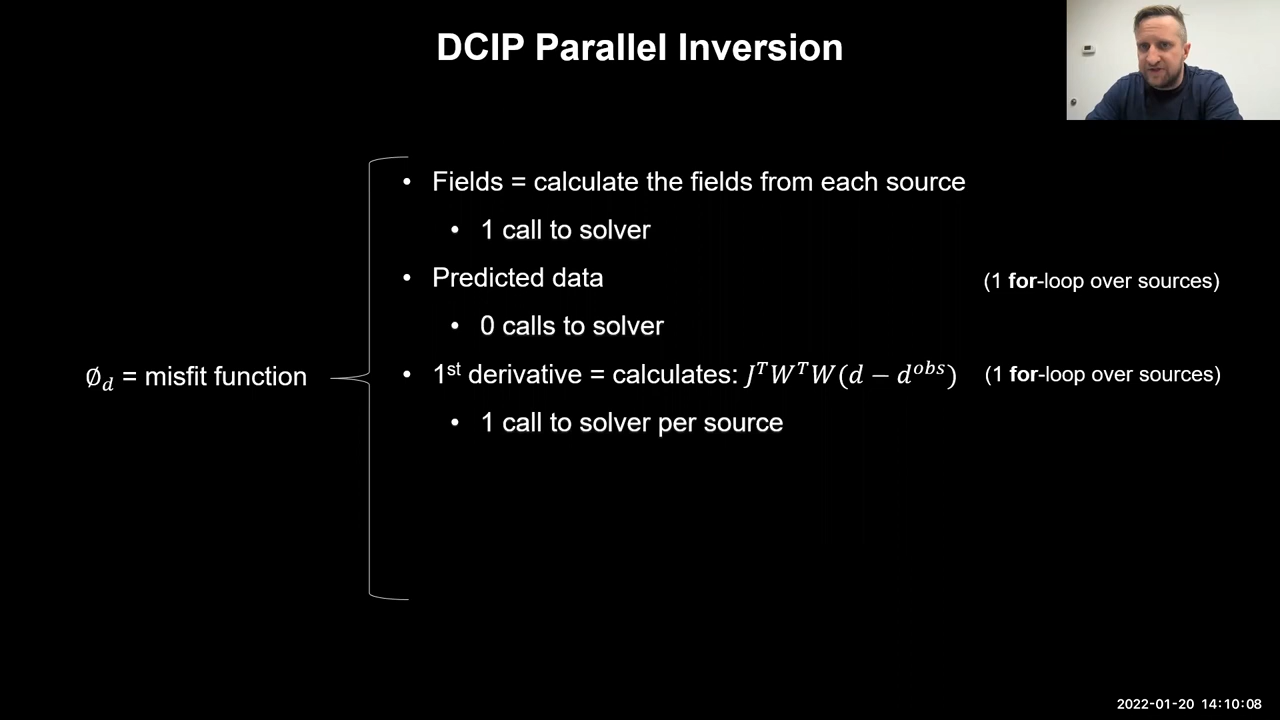 DCIP Parallel Inversion
• Fields = calculate the fields from each source
• 1 call to solver
• Predicted data (1 for-loop over sources)
• 0 calls to solver
∅d = misfit function
• 1st derivative = calculates: JᵀWᵀW(d − dᵒᵇˢ) (1 for-loop over sources)
• 1 call to solver per source
2022-01-20 14:10:08